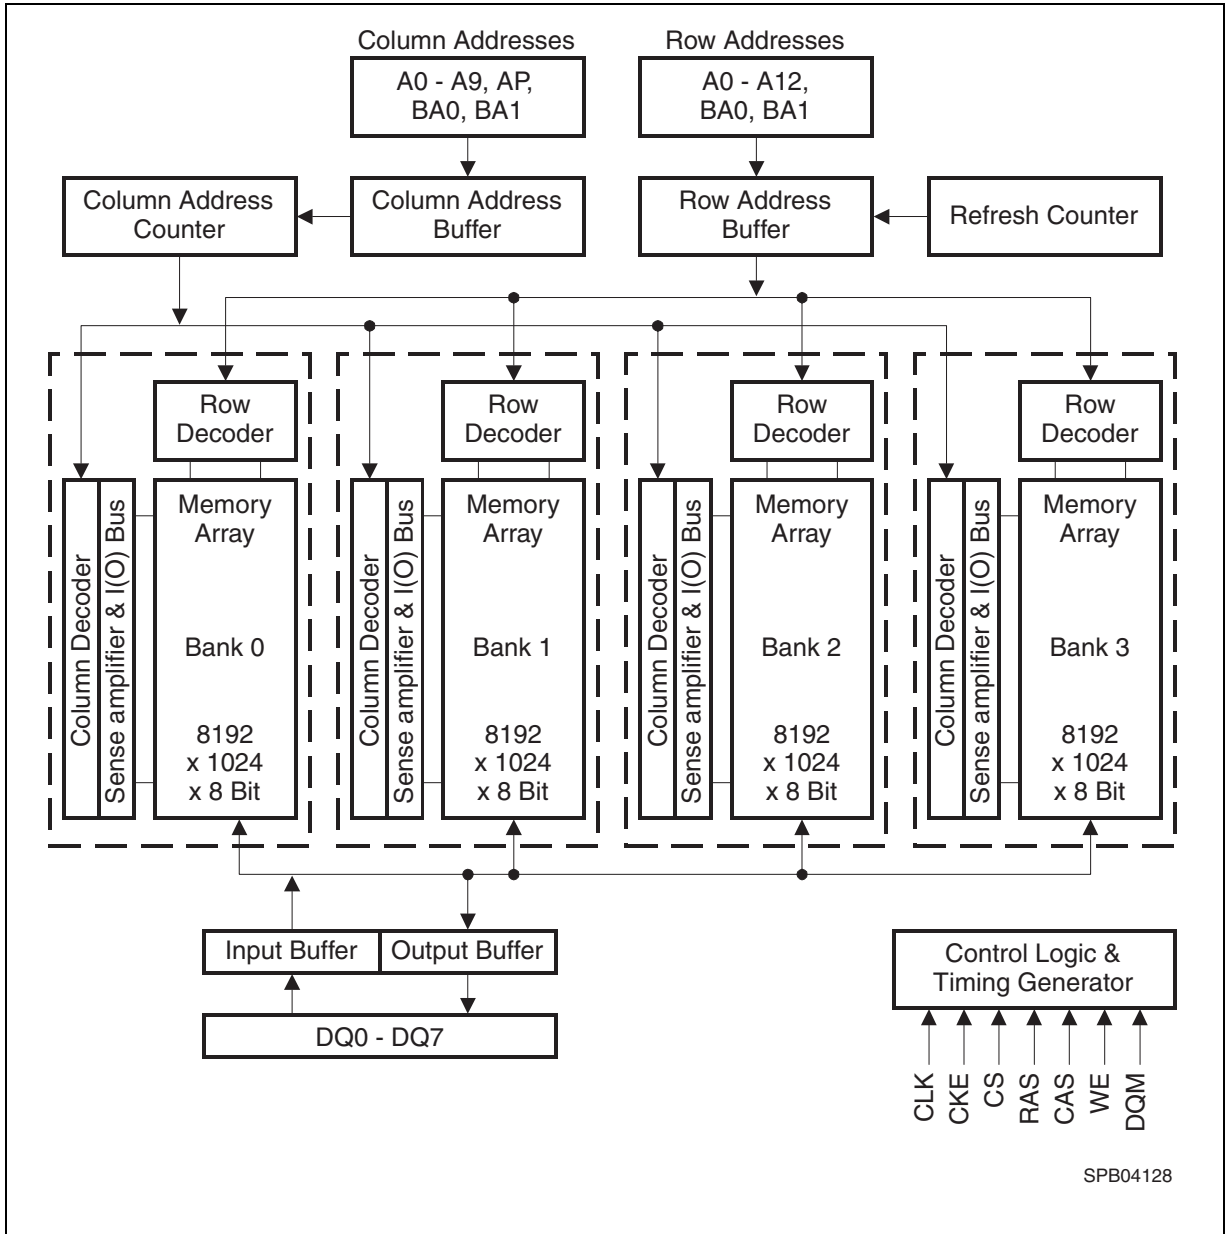 Column Addresses
Row Addresses
A0 - A9, AP,
BA0, BA1
A0 - A12,
BA0, BA1
Column Address
Counter
Column Address
Buffer
Row Address
Buffer
Refresh Counter
Row
Decoder
Row
Decoder
Row
Decoder
Row
Decoder
Column Decoder
Sense amplifier & I(O) Bus
Memory
Array
Bank 0
8192
x 1024
x 8 Bit
Column Decoder
Sense amplifier & I(O) Bus
Memory
Array
Bank 1
8192
x 1024
x 8 Bit
Column Decoder
Sense amplifier & I(O) Bus
Memory
Array
Bank 2
8192
x 1024
x 8 Bit
Column Decoder
Sense amplifier & I(O) Bus
Memory
Array
Bank 3
8192
x 1024
x 8 Bit
Input Buffer
Output Buffer
DQ0 - DQ7
Control Logic &
Timing Generator
CLK
CKE
CS
RAS
CAS
WE
DQM
SPB04128